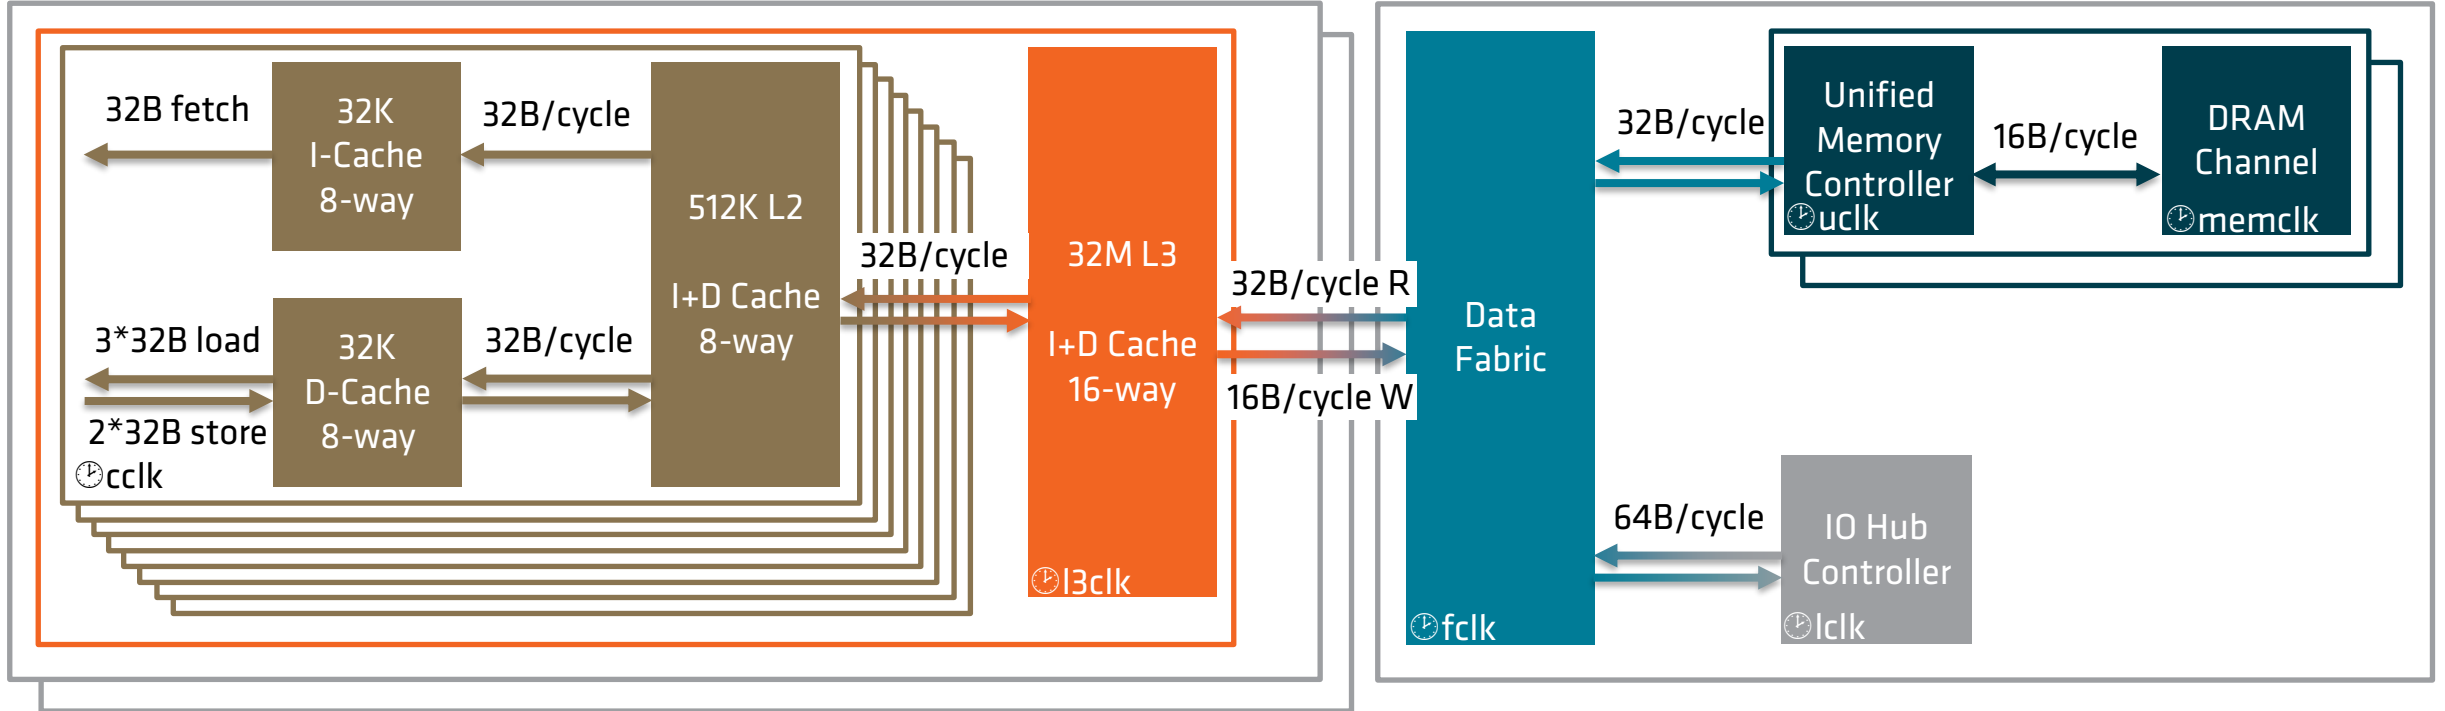 32B fetch
32K
I-Cache
8-way
32B/cycle
3*32B load
2*32B store
cclk
32K
D-Cache
8-way
32B/cycle
512K L2
I+D Cache
8-way
32B/cycle
32M L3
I+D Cache
16-way
l3clk
32B/cycle R
16B/cycle W
Data
Fabric
fclk
32B/cycle
Unified
Memory
Controller
uclk
16B/cycle
DRAM
Channel
memclk
64B/cycle
IO Hub
Controller
lclk